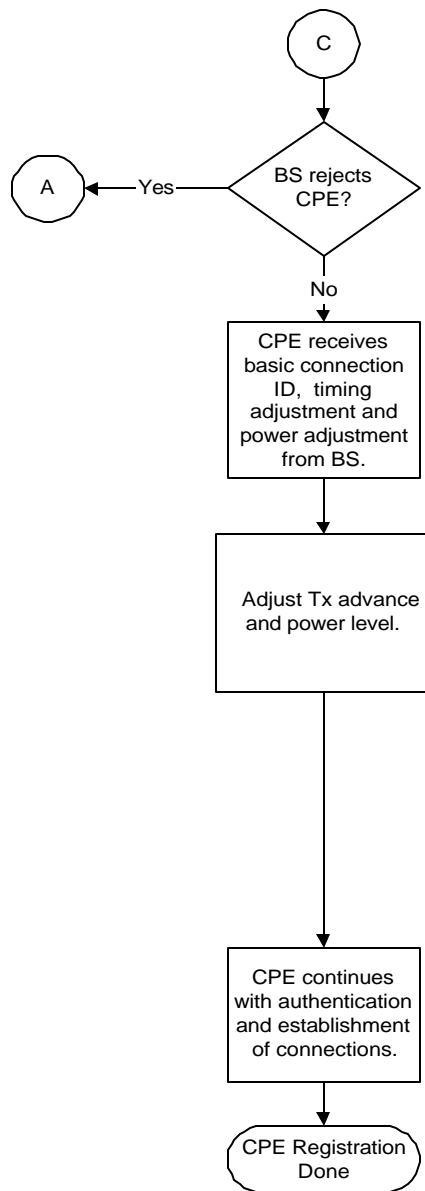 C
BS rejects
CPE?
A
Yes
No
CPE receives
basic connection
ID, timing
adjustment and
power adjustment
from BS.
Adjust Tx advance
and power level.
CPE continues
with authentication
and establishment
of connections.
CPE Registration
Done